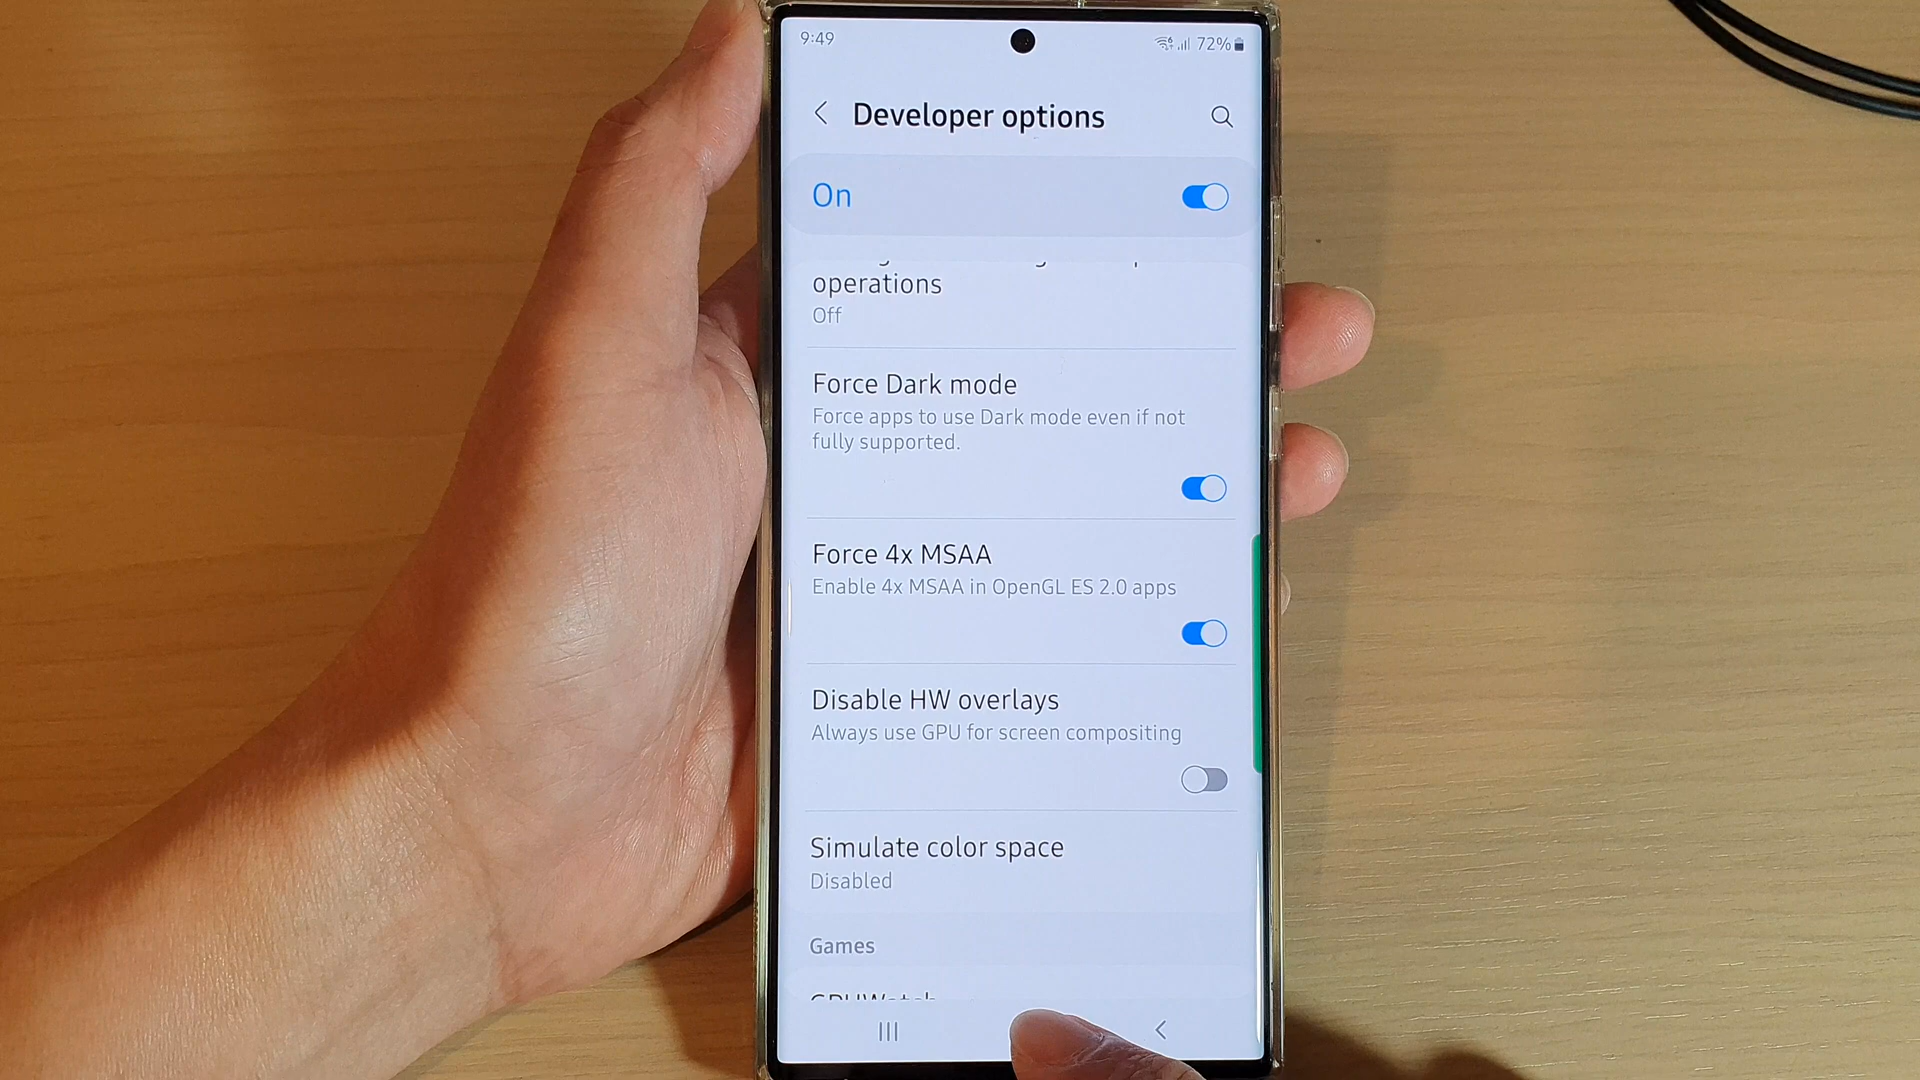 9:49
72%
Developer options
On
operations
Off
Force Dark mode
Force apps to use Dark mode even if not
fully supported.
Force 4x MSAA
Enable 4x MSAA in OpenGL ES 2.0 apps
Disable HW overlays
Always use GPU for screen compositing
Simulate color space
Disabled
Games
GPUWatch